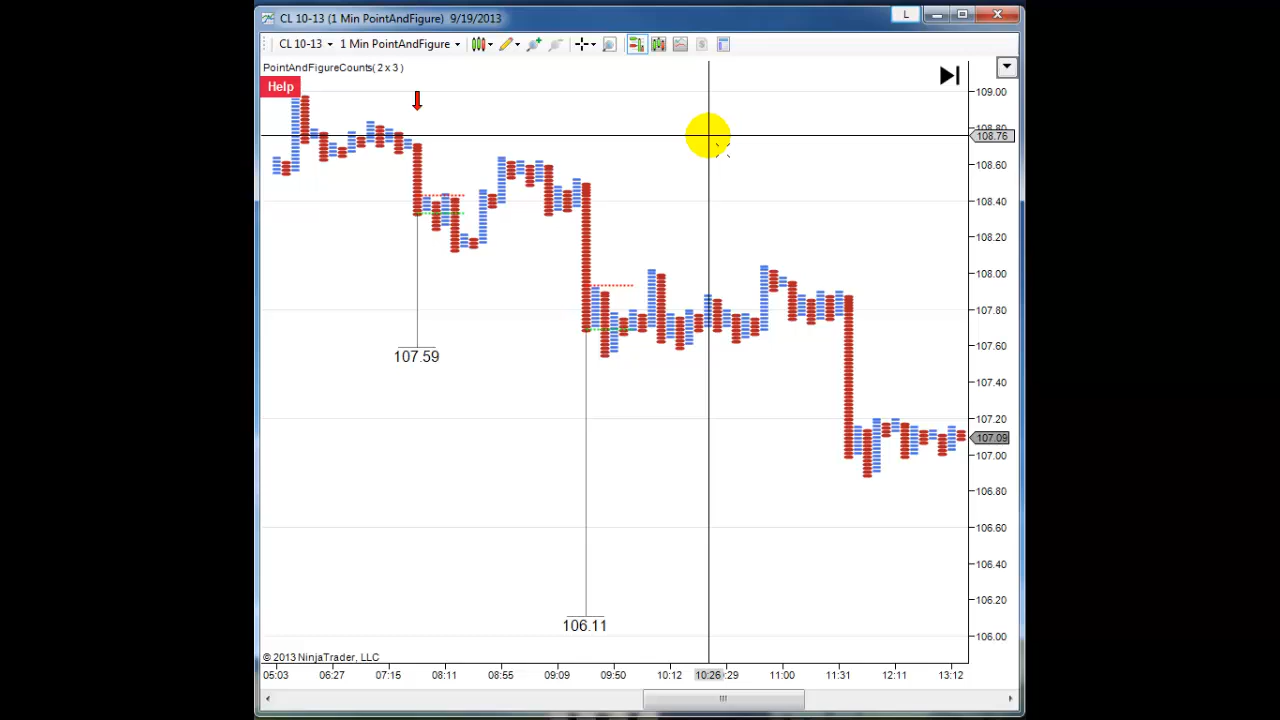 CL 10-13 (1 Min PointAndFigure) 9/19/2013
L
CL 10-13 1 Min PointAndFigure
PointAndFigureCounts( 2 x 3 )
Help
109.00
108.76
108.60
108.40
108.20
108.00
107.80
107.60
107.40
107.20
107.09
107.00
106.80
106.60
106.40
106.20
106.00
107.59
106.11
© 2013 NinjaTrader, LLC
05:03 06:27 07:15 08:11 08:55 09:09 09:50 10:12 10:26 :29 11:00 11:31 12:11 13:12